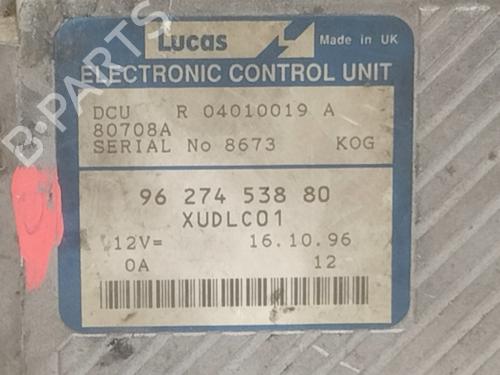 Lucas
Made in UK
ELECTRONIC CONTROL UNIT
DCU R 04010019 A
80708A
SERIAL No 8673 KOG
96 274 538 80
XUDLC01
12V= 16.10.96
0A 12
B-PARTS